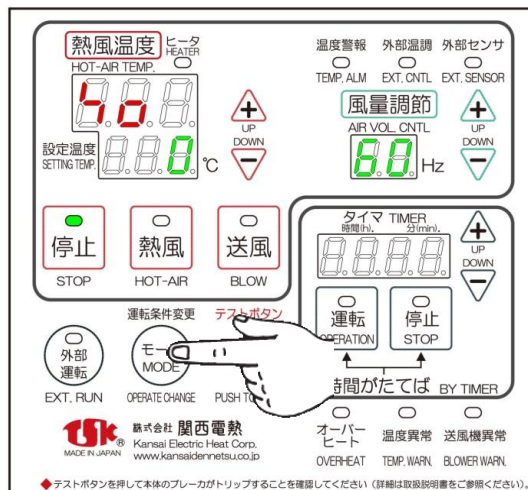 熱風温度
ヒータ
HEATER
HOT-AIR TEMP.
設定温度
SETTING TEMP.
0
℃
UP
DOWN
温度警報
TEMP. ALM
外部温調
EXT. CNTL
外部センサ
EXT. SENSOR
風量調節
AIR VOL. CNTL
60
Hz
UP
DOWN
停止
STOP
熱風
HOT-AIR
送風
BLOW
タイマ TIMER
時間(h).
分(min).
UP
DOWN
運転
OPERATION
停止
STOP
時間がたてば BY TIMER
外部
運転
EXT. RUN
運転条件変更
モー
MODE
OPERATE CHANGE
テストボタン
PUSH TO
TSK®
MADE IN JAPAN
株式会社 関西電熱
Kansai Electric Heat Corp.
www.kansaidennetsu.co.jp
オーバー
ヒート
OVERHEAT
温度異常
TEMP. WARN.
送風機異常
BLOWER WARN.
◆テストボタンを押して本体のブレーカがトリップすることを確認してください（詳細は取扱説明書をご参照ください）。